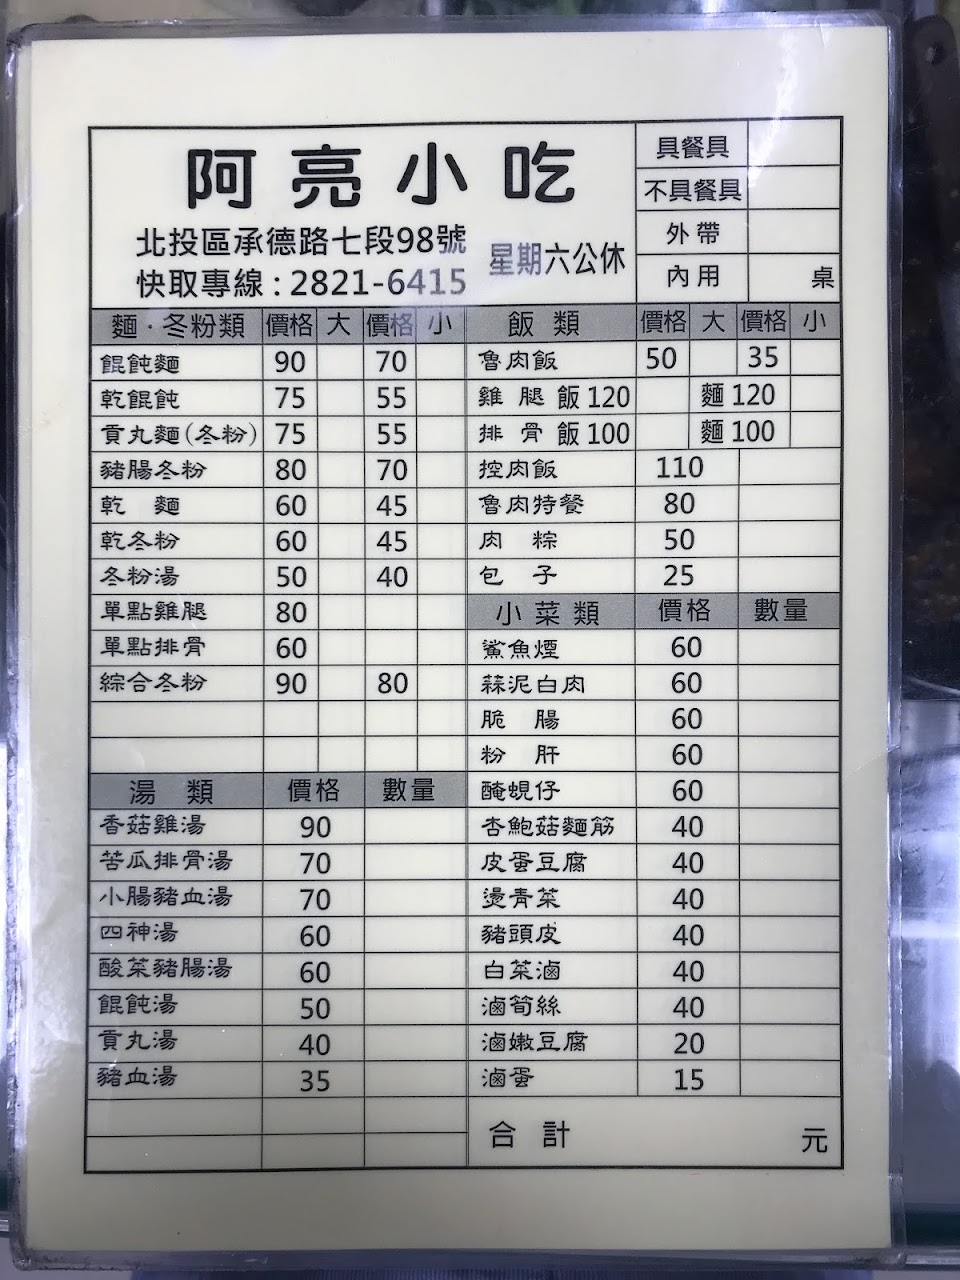 阿亮小吃
北投區承德路七段98號
快取專線:2821-6415
星期六公休
具餐具
不具餐具
外帶
內用 桌
麵·冬粉類 價格 大 價格 小
餛飩麵 90 70
乾餛飩 75 55
貢丸麵(冬粉) 75 55
豬腸冬粉 80 70
乾 麵 60 45
乾冬粉 60 45
冬粉湯 50 40
單點雞腿 80
單點排骨 60
綜合冬粉 90 80
湯 類 價格 數量
香菇雞湯 90
苦瓜排骨湯 70
小腸豬血湯 70
四神湯 60
酸菜豬腸湯 60
餛飩湯 50
貢丸湯 40
豬血湯 35
飯 類 價格 大 價格 小
魯肉飯 50 35
雞 腿 飯 120 麵 120
排 骨 飯 100 麵 100
控肉飯 110
魯肉特餐 80
肉 粽 50
包 子 25
小菜類 價格 數量
鯊魚煙 60
蒜泥白肉 60
脆 腸 60
粉 肝 60
醃蜆仔 60
杏鮑菇麵筋 40
皮蛋豆腐 40
燙青菜 40
豬頭皮 40
白菜滷 40
滷筍絲 40
滷嫩豆腐 20
滷蛋 15
合 計 元